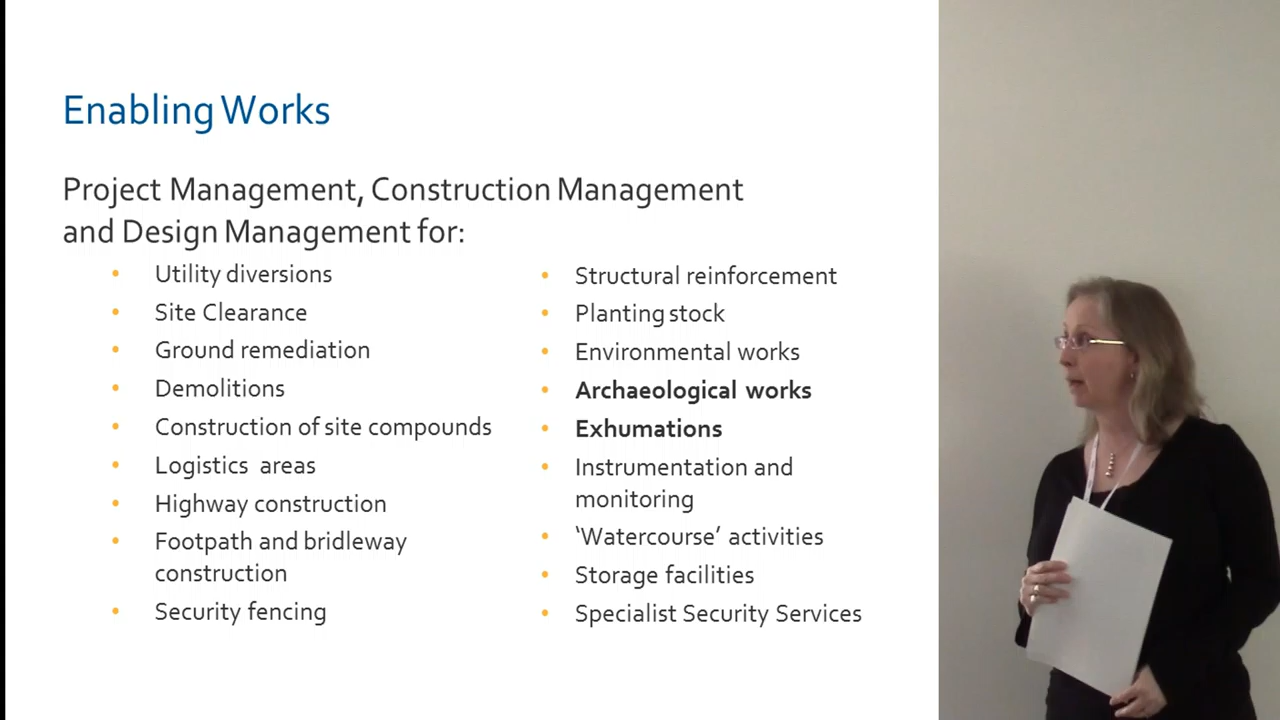 Enabling Works
Project Management, Construction Management
and Design Management for:
• Utility diversions
• Site Clearance
• Ground remediation
• Demolitions
• Construction of site compounds
• Logistics areas
• Highway construction
• Footpath and bridleway
construction
• Security fencing
• Structural reinforcement
• Planting stock
• Environmental works
• Archaeological works
• Exhumations
• Instrumentation and
monitoring
• ‘Watercourse’ activities
• Storage facilities
• Specialist Security Services